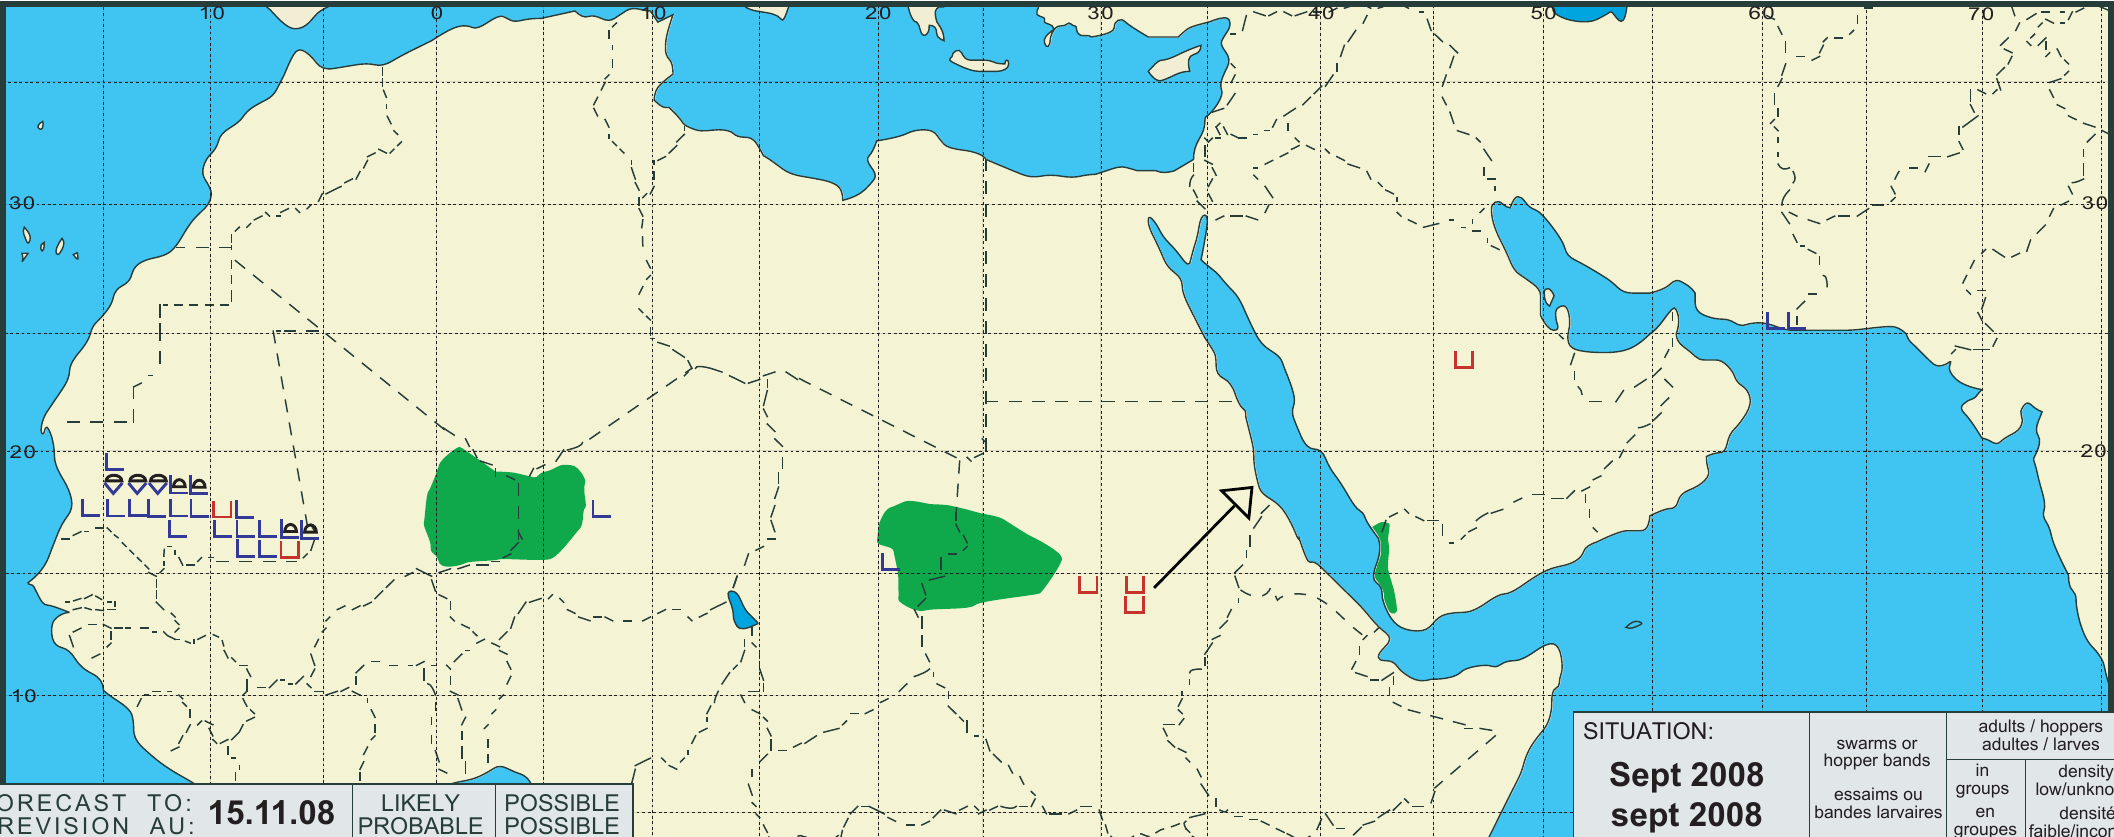 10 0 10 20 30 40 50 60 70
30 30
20 20
10
SITUATION:
Sept 2008
sept 2008
swarms or
hopper bands
essaims ou
bandes larvaires
adults / hoppers
adultes / larves
in
groups
en
groupes
density
low/unkno
densité
faible/incor
ORECAST TO:
REVISION AU:
15.11.08
LIKELY
PROBABLE
POSSIBLE
POSSIBLE